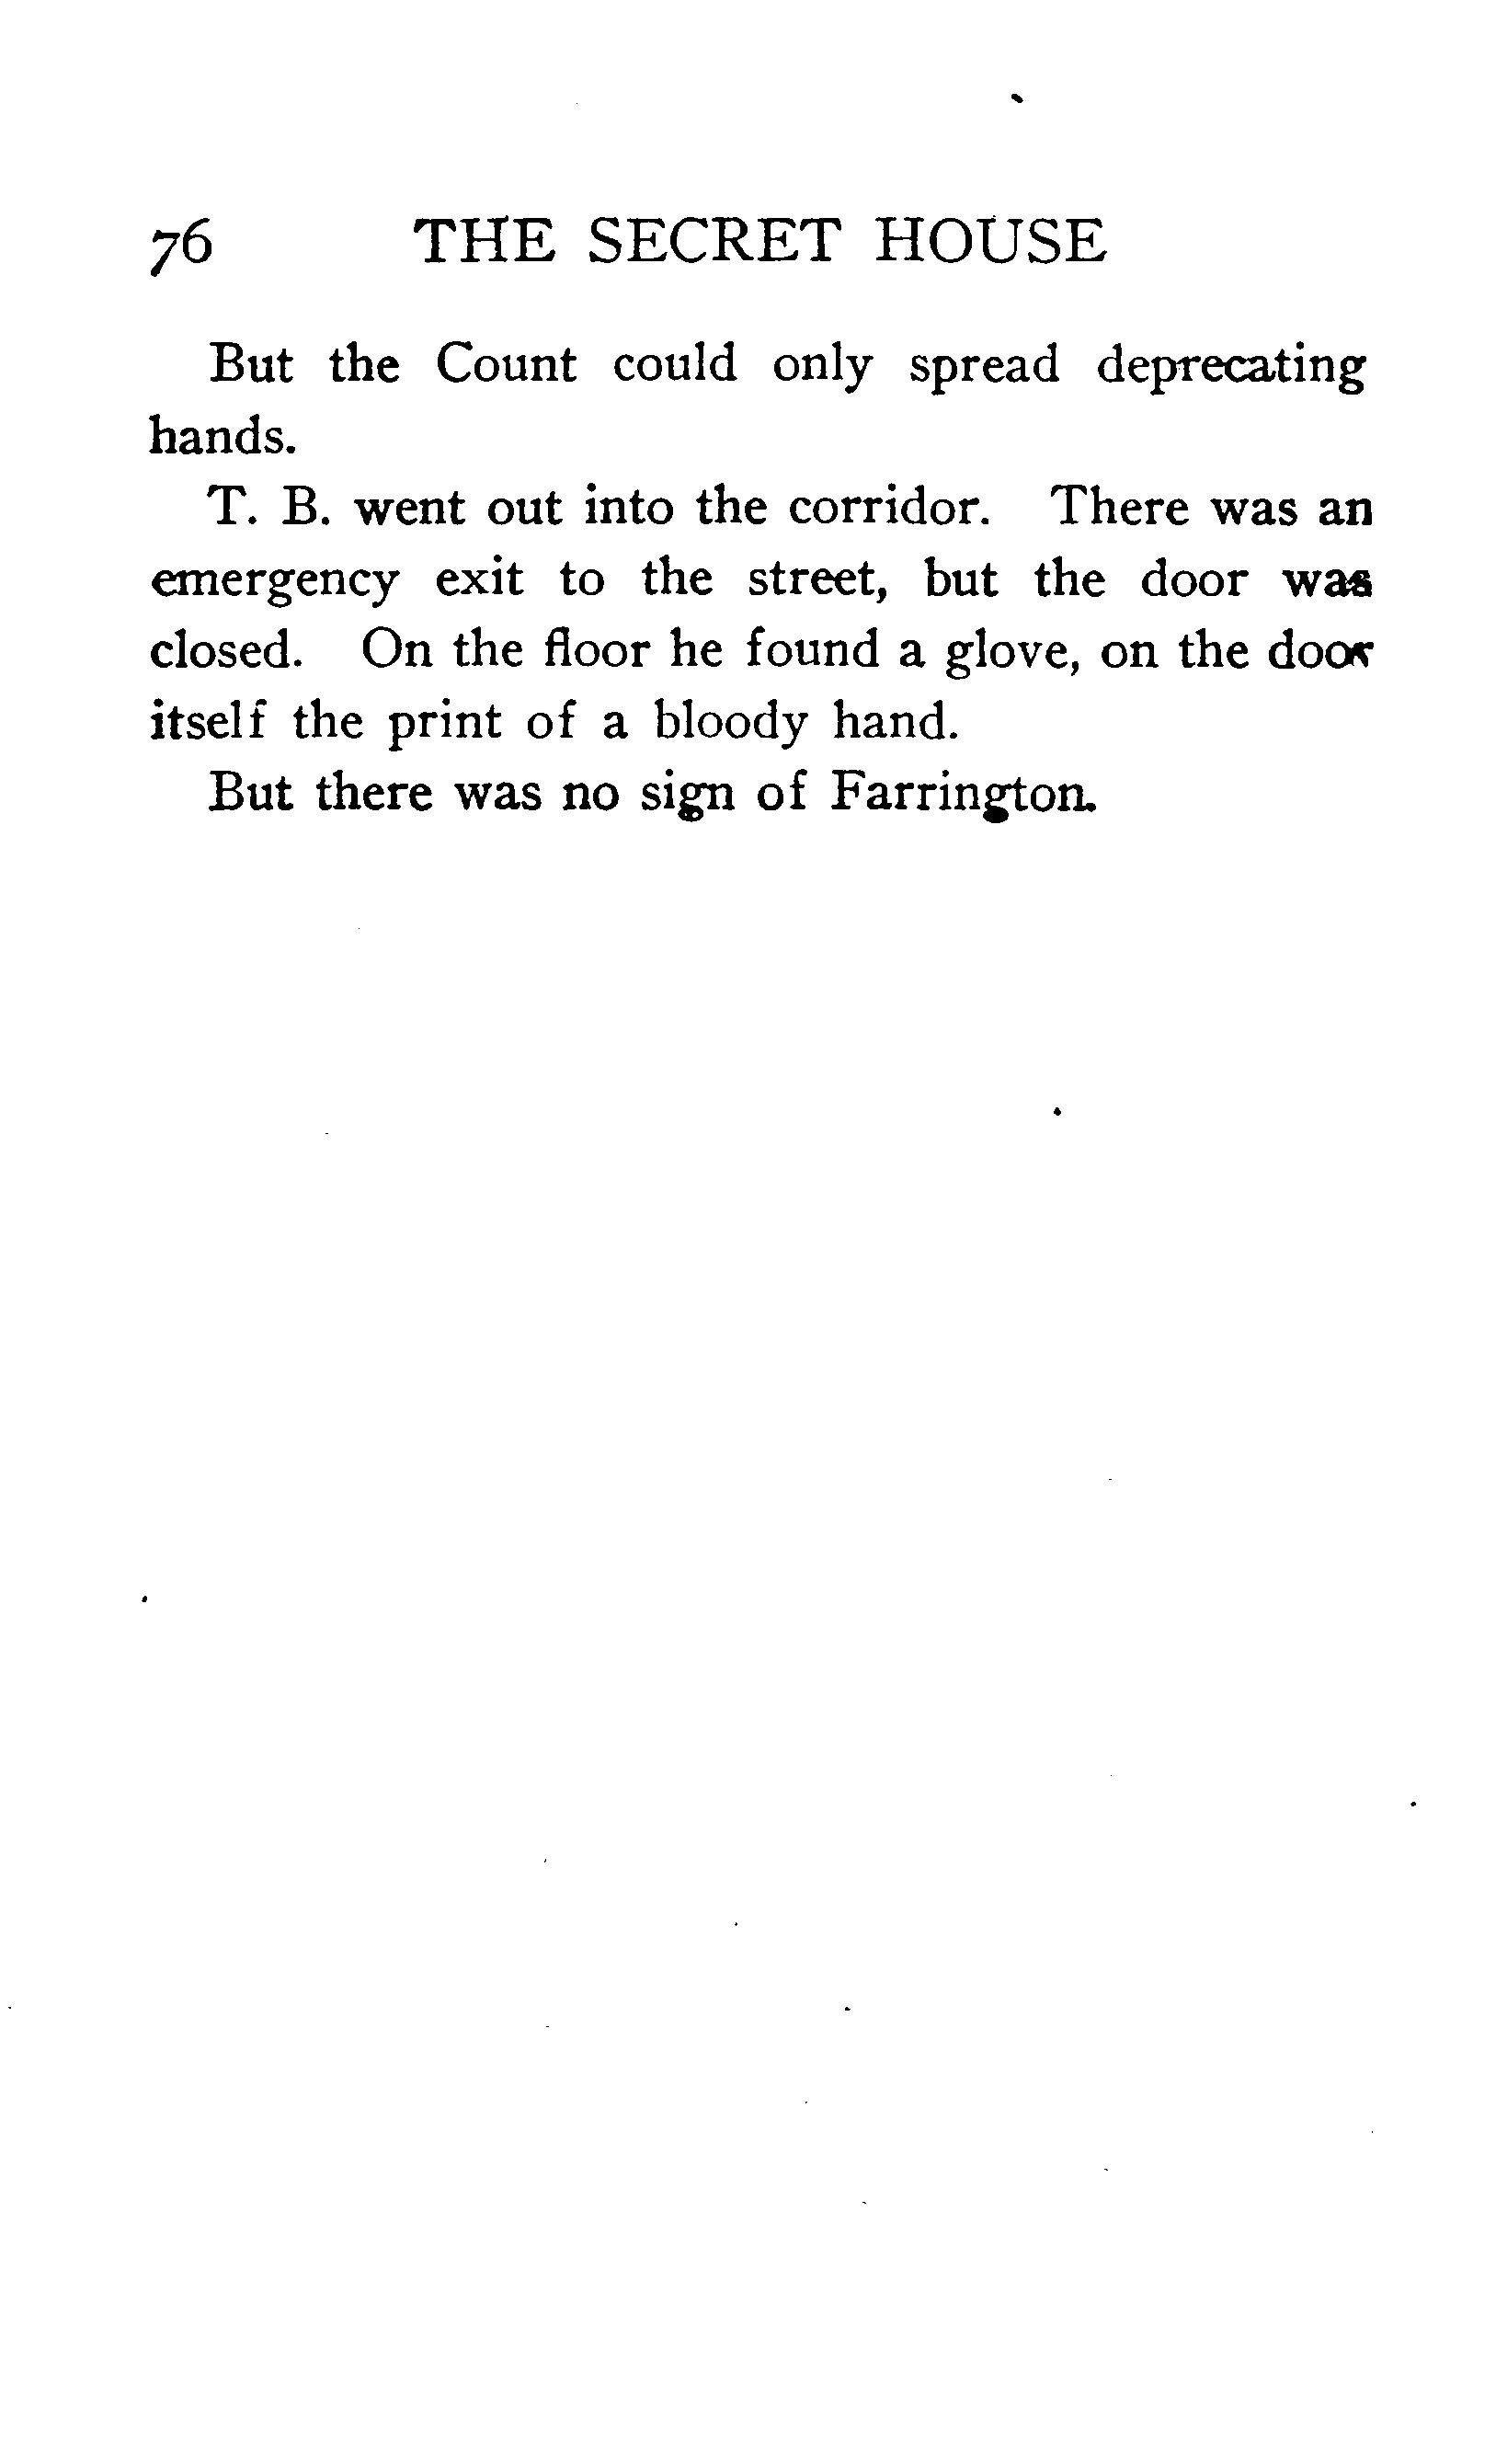 76 THE SECRET HOUSE
But the Count could only spread deprecating
hands.
T. B. went out into the corridor. There was an
emergency exit to the street, but the door was
closed. On the floor he found a glove, on the door
itself the print of a bloody hand.
But there was no sign of Farrington.